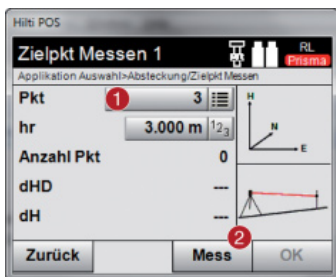 Hilti POS
Zielpkt Messen 1
RL
Prisma
Applikation Auswahl>Absteckung/Zielpkt Messen
Pkt 1 3
hr 3.000 m 123
Anzahl Pkt 0
dHD ---
dH ---
H
N
E
2
Zurück Mess OK